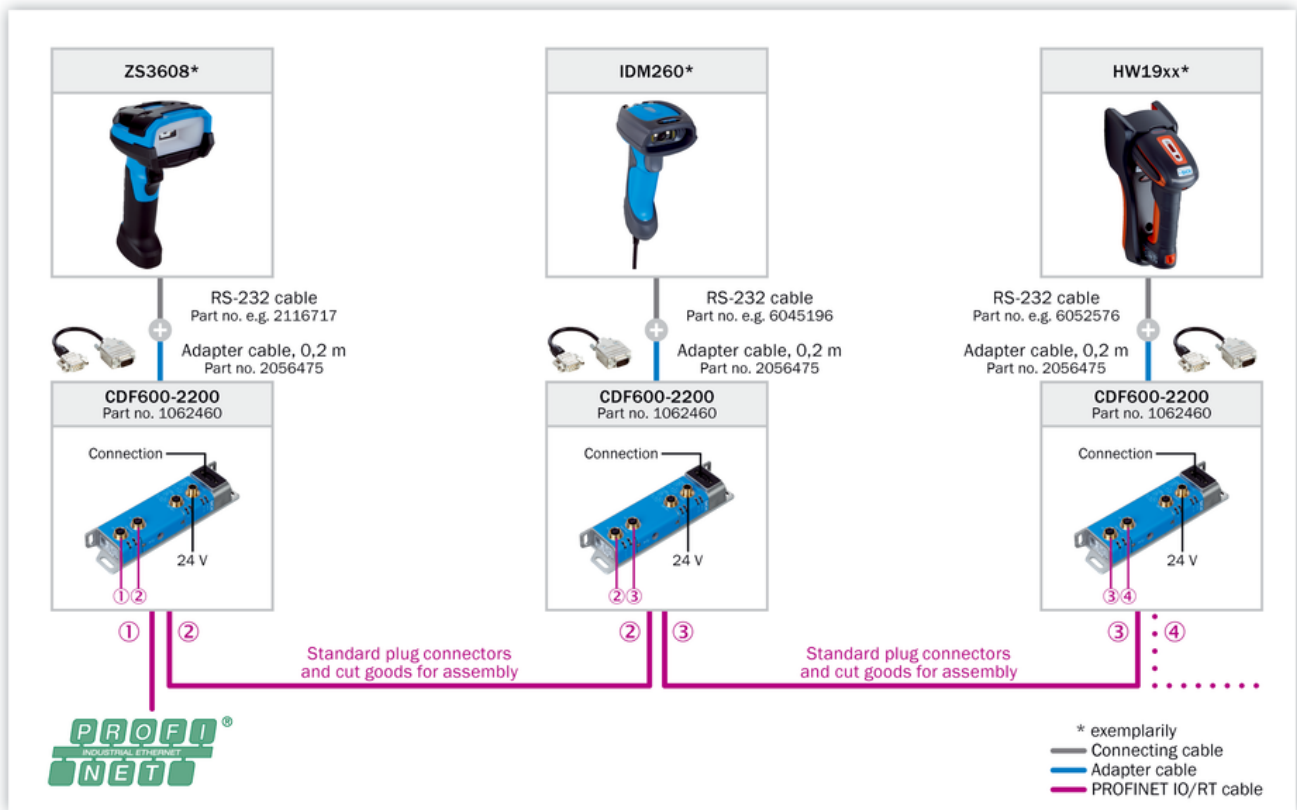 ZS3608*
IDM260*
HW19xx*
RS-232 cable
Part no. e.g. 2116717
Adapter cable, 0,2 m
Part no. 2056475
RS-232 cable
Part no. e.g. 6045196
Adapter cable, 0,2 m
Part no. 2056475
RS-232 cable
Part no. e.g. 6052576
Adapter cable, 0,2 m
Part no. 2056475
CDF600-2200
Part no. 1062460
Connection
24 V
①②
CDF600-2200
Part no. 1062460
Connection
24 V
②③
CDF600-2200
Part no. 1062460
Connection
24 V
③④
① ②
② ③
③ ④
Standard plug connectors
and cut goods for assembly
Standard plug connectors
and cut goods for assembly
PROFI®
INDUSTRIAL ETHERNET
NET
* exemplarily
Connecting cable
Adapter cable
PROFINET IO/RT cable